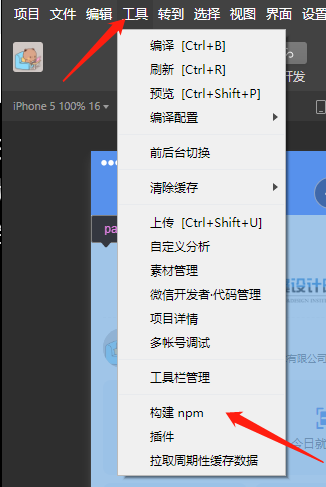 项目 文件 编辑 工具 转到 选择 视图 界面 设
开发
iPhone 5 100% 16
编译 [Ctrl+B]
刷新 [Ctrl+R]
预览 [Ctrl+Shift+P]
编译配置
前后台切换
清除缓存
pa
上传 [Ctrl+Shift+U]
自定义分析
素材管理
微信开发者·代码管理
项目详情
多帐号调试
有限公司
工具栏管理
构建 npm
插件
今日就
拉取周期性缓存数据